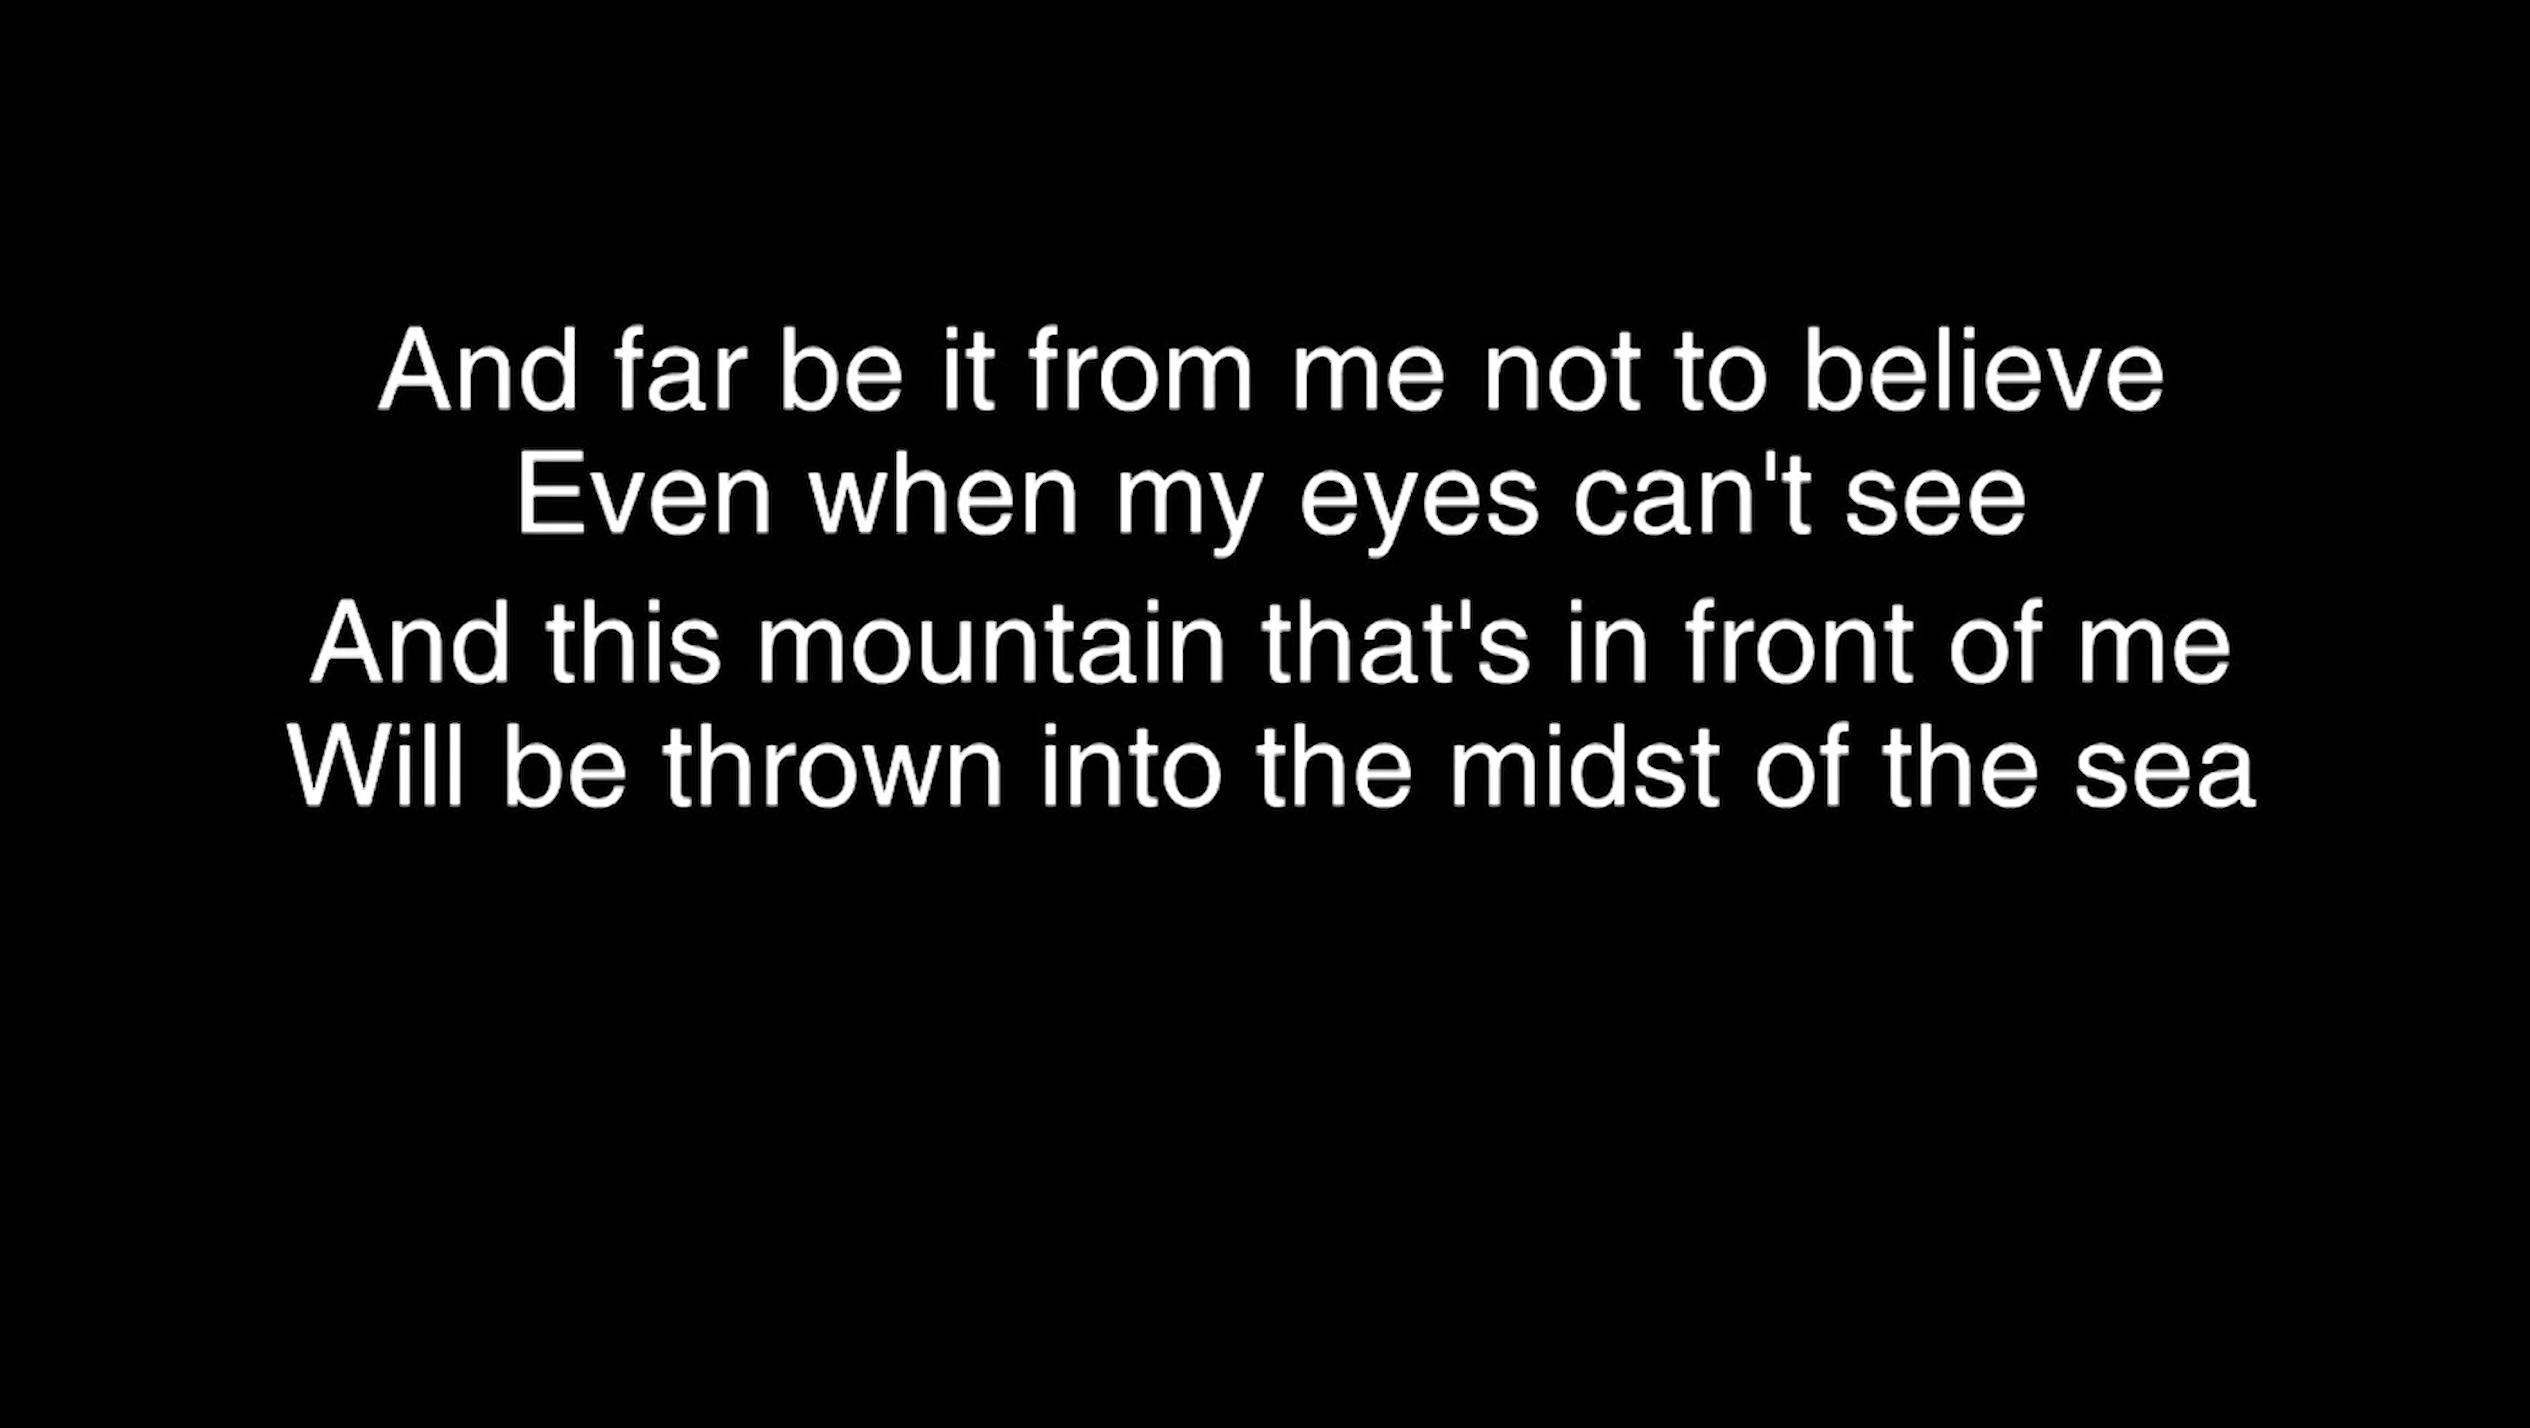 And far be it from me not to believe
Even when my eyes can't see
And this mountain that's in front of me
Will be thrown into the midst of the sea